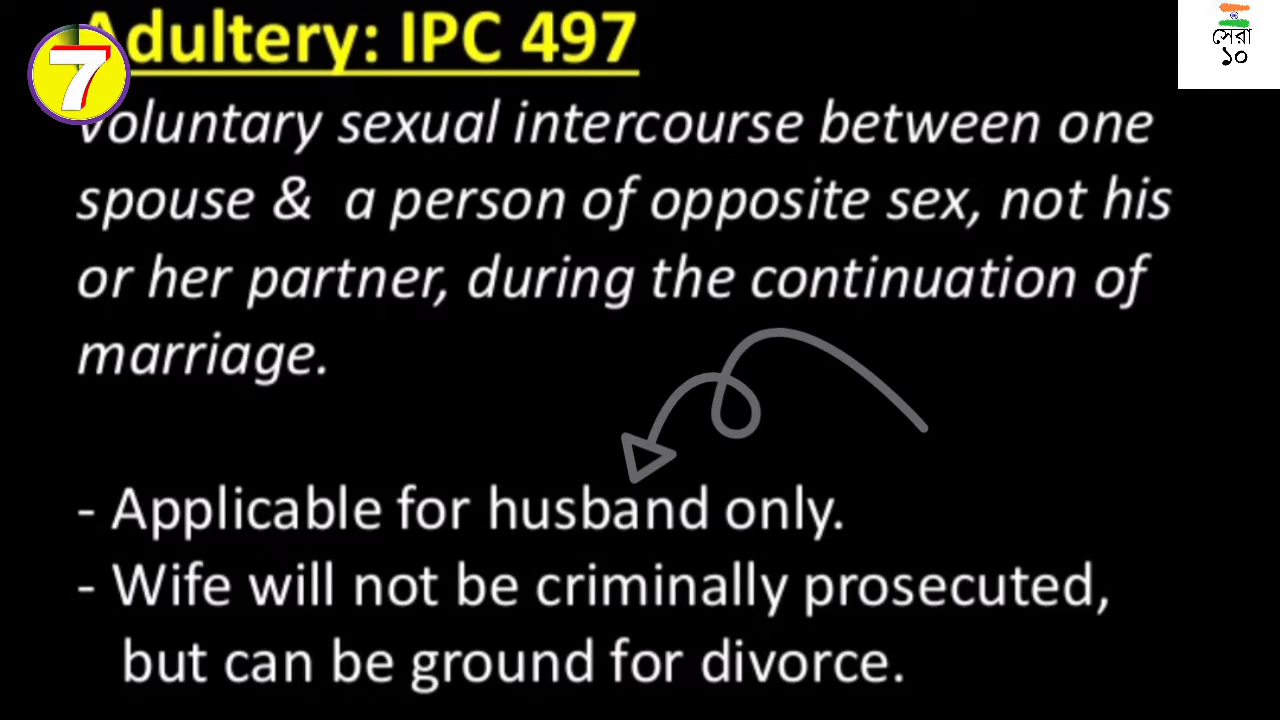 Adultery: IPC 497
7
সেরা
১০
voluntary sexual intercourse between one
spouse & a person of opposite sex, not his
or her partner, during the continuation of
marriage.
- Applicable for husband only.
- Wife will not be criminally prosecuted,
but can be ground for divorce.